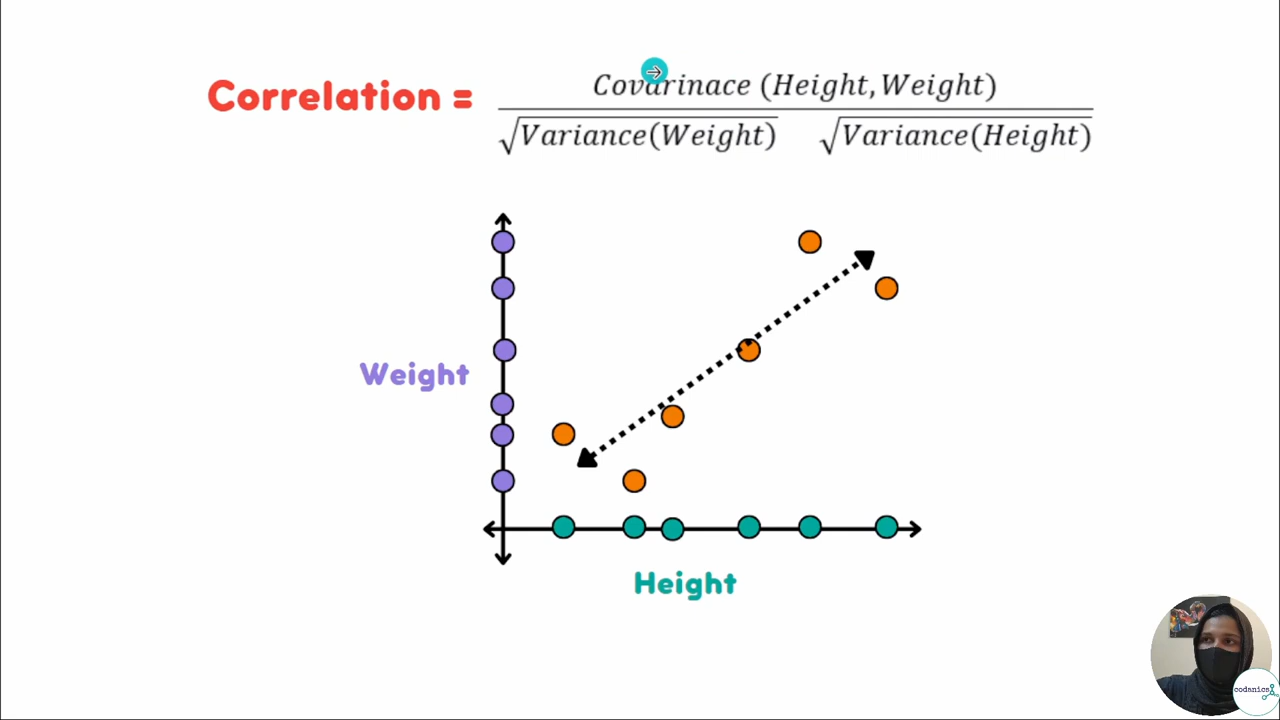 Correlation = Covarinace (Height, Weight)
√Variance(Weight) √Variance(Height)
Weight
Height
codanics